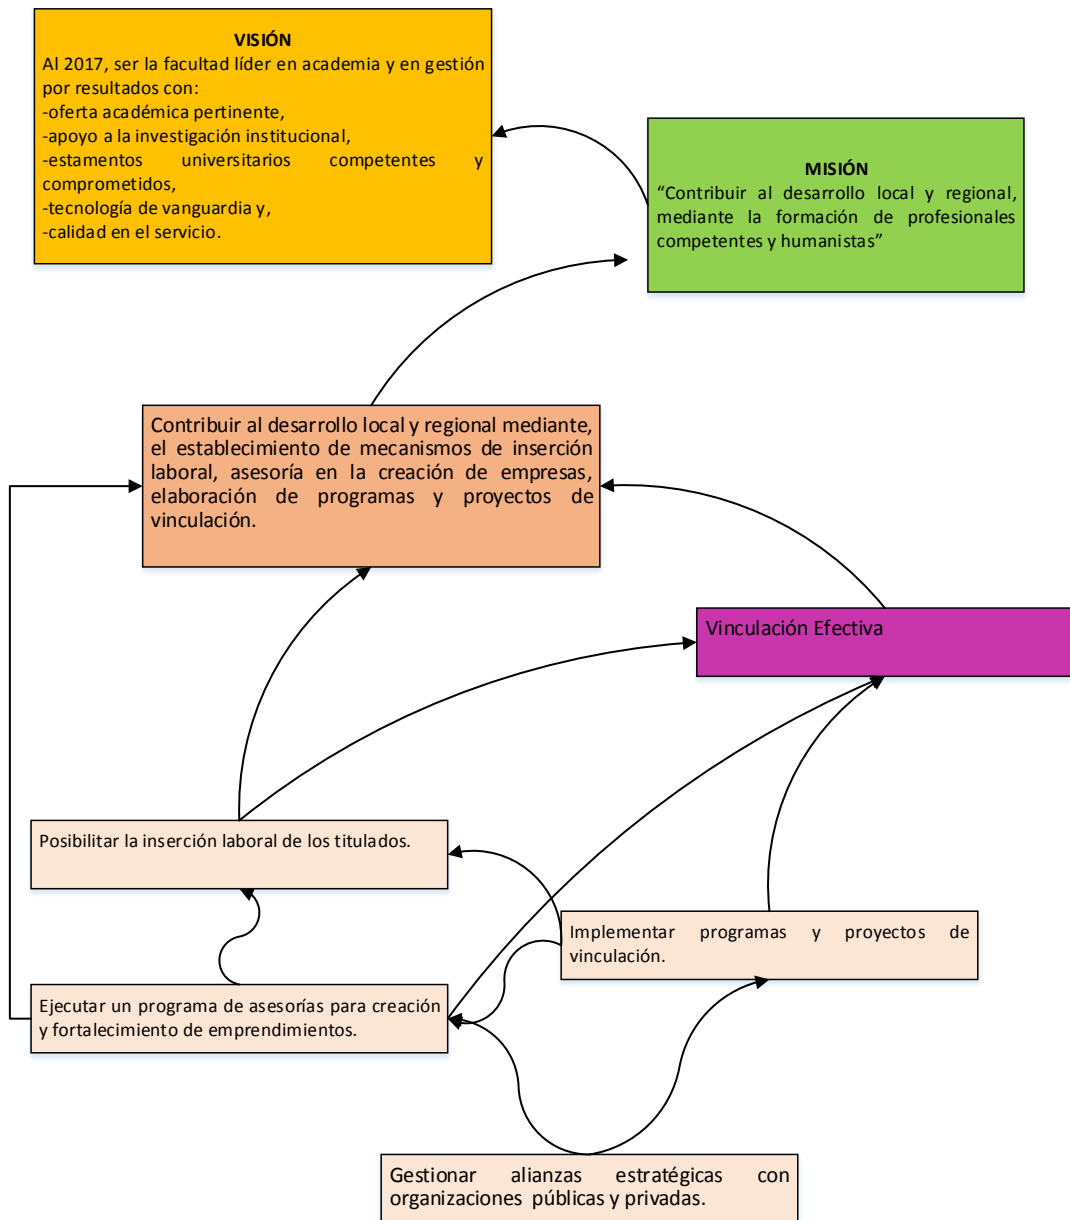 VISIÓN
Al 2017, ser la facultad líder en academia y en gestión
por resultados con:
-oferta académica pertinente,
-apoyo a la investigación institucional,
-estamentos universitarios competentes y
comprometidos,
-tecnología de vanguardia y,
-calidad en el servicio.
MISIÓN
“Contribuir al desarrollo local y regional,
mediante la formación de profesionales
competentes y humanistas”
Contribuir al desarrollo local y regional mediante,
el establecimiento de mecanismos de inserción
laboral, asesoría en la creación de empresas,
elaboración de programas y proyectos de
vinculación.
Vinculación Efectiva
Posibilitar la inserción laboral de los titulados.
Implementar programas y proyectos de
vinculación.
Ejecutar un programa de asesorías para creación
y fortalecimiento de emprendimientos.
Gestionar alianzas estratégicas con
organizaciones públicas y privadas.